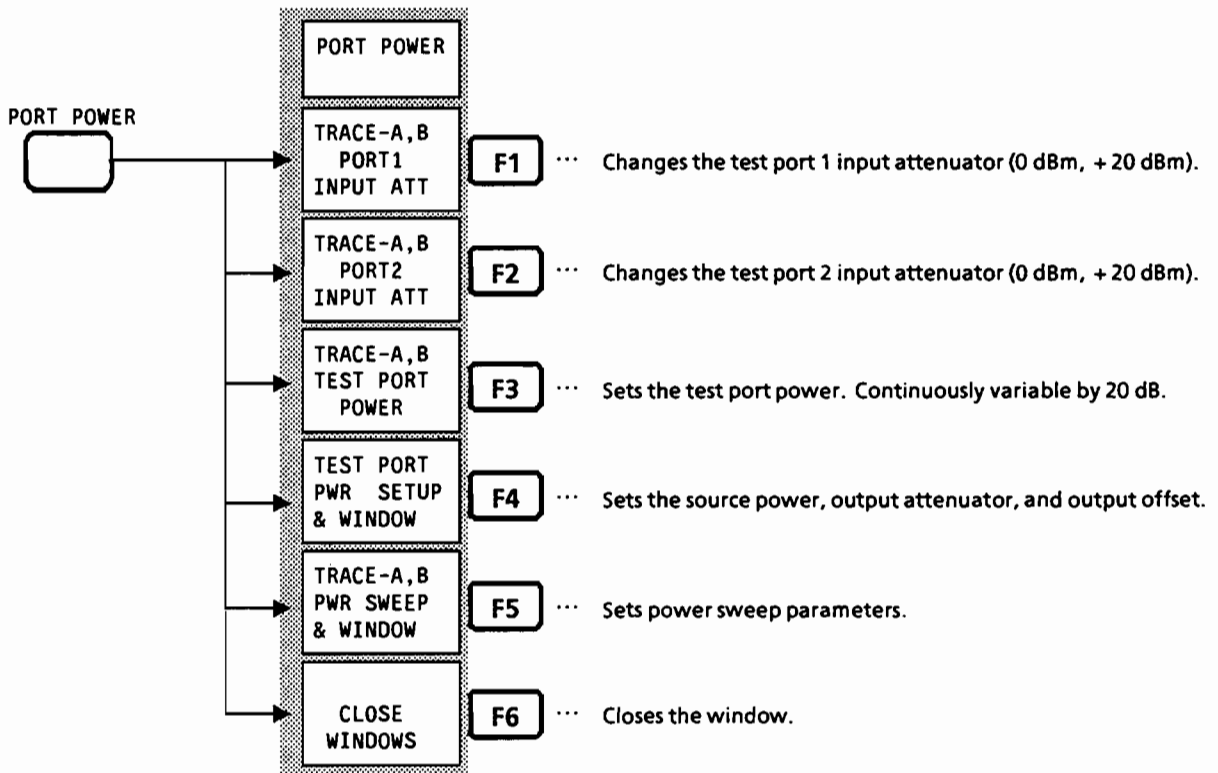 PORT POWER
PORT POWER
TRACE-A,B
PORT1
INPUT ATT
F1 ··· Changes the test port 1 input attenuator (0 dBm, + 20 dBm).
TRACE-A,B
PORT2
INPUT ATT
F2 ··· Changes the test port 2 input attenuator (0 dBm, + 20 dBm).
TRACE-A,B
TEST PORT
POWER
F3 ··· Sets the test port power. Continuously variable by 20 dB.
TEST PORT
PWR SETUP
& WINDOW
F4 ··· Sets the source power, output attenuator, and output offset.
TRACE-A,B
PWR SWEEP
& WINDOW
F5 ··· Sets power sweep parameters.
CLOSE
WINDOWS
F6 ··· Closes the window.